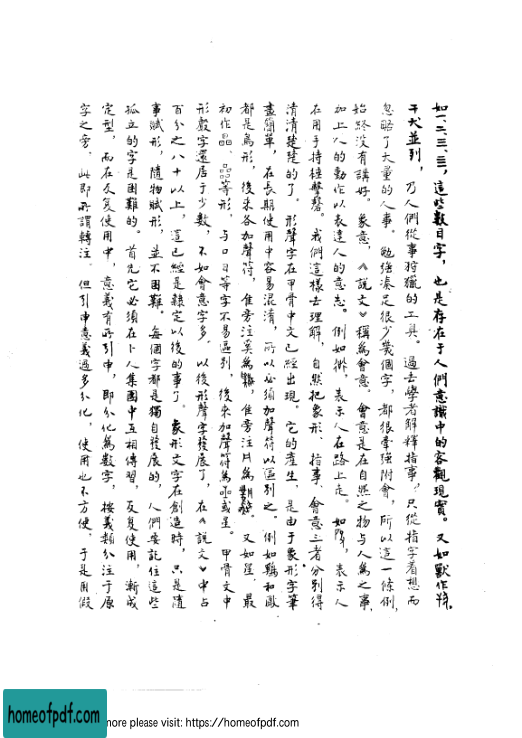 如一、二、三、亖,這些數目字,也是存在于人們意識中的客觀現實。又如獸作
干犬並列,乃人們從事狩獵的工具。過去學者解釋指事,只從指字着想而
忽略了大量的人事。勉強湊足很少幾個字,都很牽強附會,所以這一條例
始終沒有講好。象意,《說文》稱爲會意。會意是在自然之物与人爲之事
加上人的動作以表達人的意志。例如 表示人在路上走。如 表示人
在用手持槌擊磬。我們這樣去理解,自然把象形、指事、會意三者分別得
清清楚楚的了。形聲字在甲骨中文已經出現。它的產生,是由于象形字筆
畫簡單,在長期使用中容易混淆,所以必須加聲符以區別之。例如鷄和鳳
都是鳥形,後來各加聲符,隹旁注奚爲 隹旁注凡爲 又如星,最
初作晶、 等形,与口日等字不易區別,後來加聲符爲 或星。甲骨文中
形聲字還居于少數,不如會意字多。以後形聲字發展了,在《說文》中占
百分之八十以上,這已經是繇定以後的事了。象形文字在創造時,只是隨
事賦形,隨物賦形,並不困難。每個字都是獨自發展的,人們要記住這些
孤立的字是困難的。首先它必須在卜人集團中互相傳習,反复使用,漸成
定型,而在反复使用中,意義有所引申,即分化爲數字,按義類分注于原
字之旁,此即所謂轉注。但引申意義過多分化,使用也不方便,于是用假
homeofpdf.com
more please visit: https://homeofpdf.com